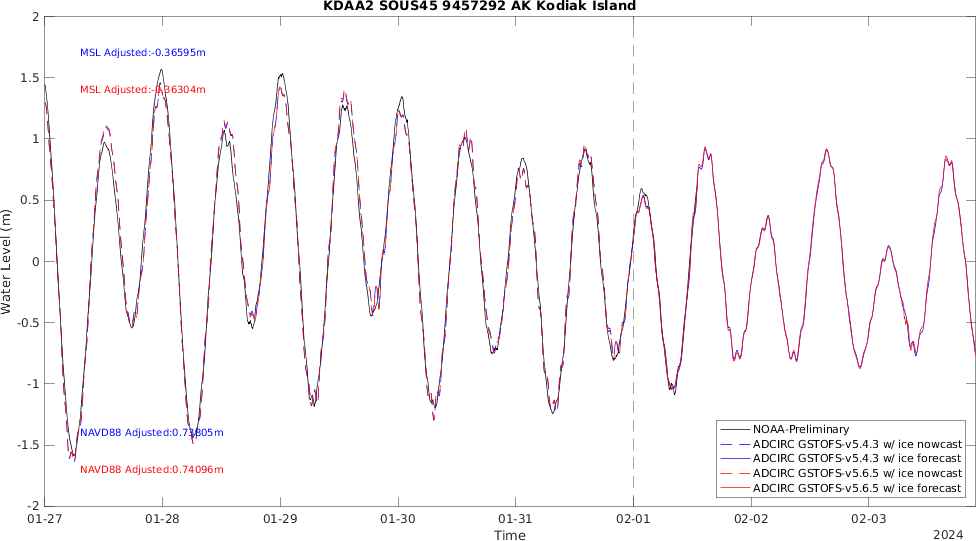 KDAA2 SOUS45 9457292 AK Kodiak Island
2
1.5
1
0.5
0
-0.5
-1
-1.5
-2
Water Level (m)
MSL Adjusted:-0.36595m
MSL Adjusted:-0.36304m
NAVD88 Adjusted:0.73805m
NAVD88 Adjusted:0.74096m
NOAA-Preliminary
ADCIRC GSTOFS-v5.4.3 w/ ice nowcast
ADCIRC GSTOFS-v5.4.3 w/ ice forecast
ADCIRC GSTOFS-v5.6.5 w/ ice nowcast
ADCIRC GSTOFS-v5.6.5 w/ ice forecast
01-27 01-28 01-29 01-30 01-31 02-01 02-02 02-03
Time
2024